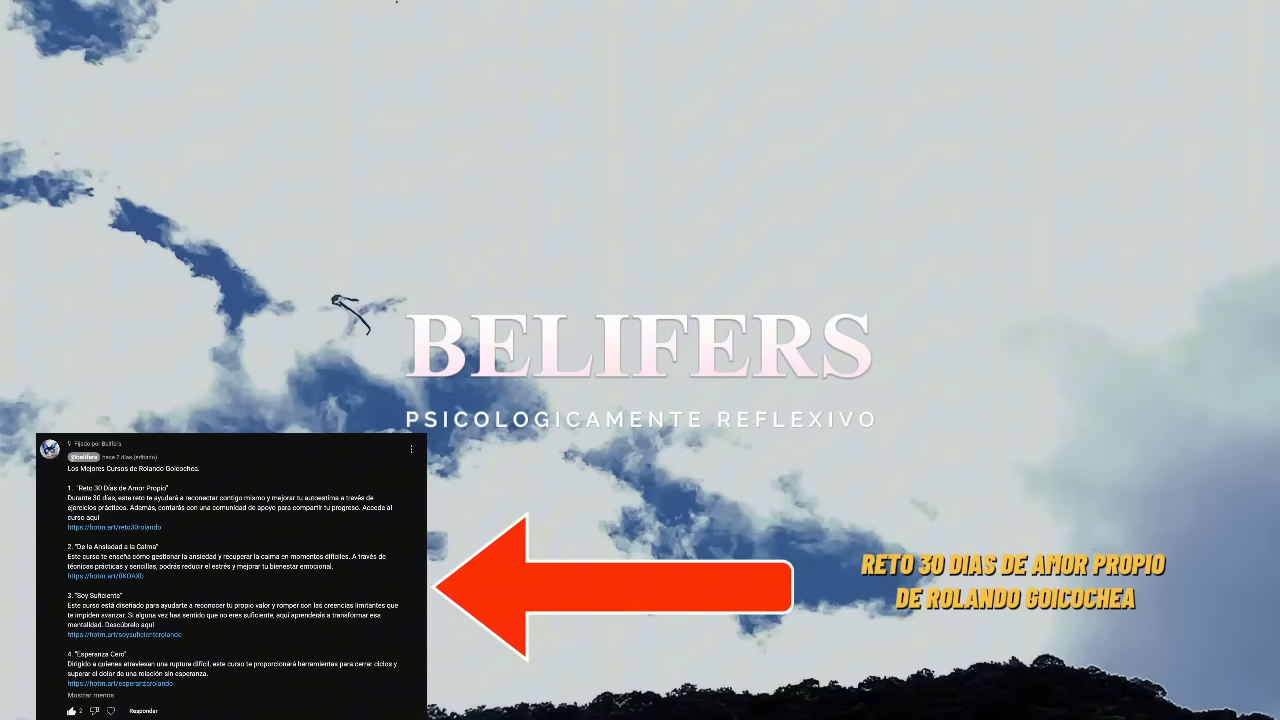 BELIFERS
PSICOLOGICAMENTE REFLEXIVO
Fijado por Belifers
@belifers hace 2 días (editado)
Los Mejores Cursos de Rolando Goicochea.
1. "Reto 30 Días de Amor Propio"
Durante 30 días, este reto te ayudará a reconectar contigo mismo y mejorar tu autoestima a través de
ejercicios prácticos. Además, contarás con una comunidad de apoyo para compartir tu progreso. Accede al
curso aquí
https://hotm.art/reto30rolando
2. "De la Ansiedad a la Calma"
Este curso te enseña cómo gestionar la ansiedad y recuperar la calma en momentos difíciles. A través de
técnicas prácticas y sencillas, podrás reducir el estrés y mejorar tu bienestar emocional.
https://hotm.art/0KOAXb
3. "Soy Suficiente"
Este curso está diseñado para ayudarte a reconocer tu propio valor y romper con las creencias limitantes que
te impiden avanzar. Si alguna vez has sentido que no eres suficiente, aquí aprenderás a transformar esa
mentalidad. Descúbrelo aquí
https://hotm.art/soysuficienterolando
4. "Esperanza Cero"
Dirigido a quienes atraviesan una ruptura difícil, este curso te proporcionará herramientas para cerrar ciclos y
superar el dolor de una relación sin esperanza.
https://hotm.art/esperanzarolando
Mostrar menos
2 Responder
RETO 30 DIAS DE AMOR PROPIO
DE ROLANDO GOICOCHEA